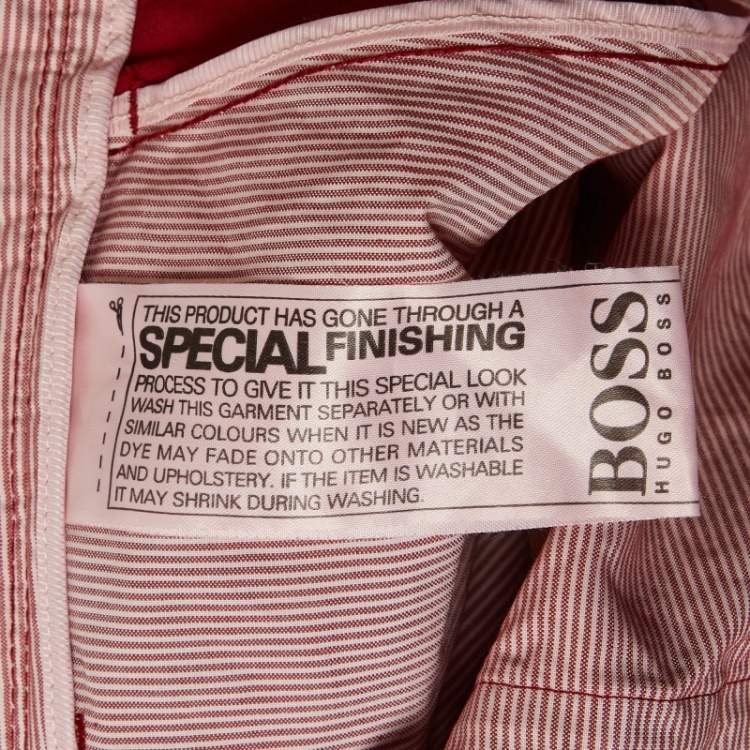 THIS PRODUCT HAS GONE THROUGH A
SPECIAL FINISHING
PROCESS TO GIVE IT THIS SPECIAL LOOK
WASH THIS GARMENT SEPARATELY OR WITH
SIMILAR COLOURS WHEN IT IS NEW AS THE
DYE MAY FADE ONTO OTHER MATERIALS
AND UPHOLSTERY. IF THE ITEM IS WASHABLE
IT MAY SHRINK DURING WASHING.
BOSS
HUGO BOSS